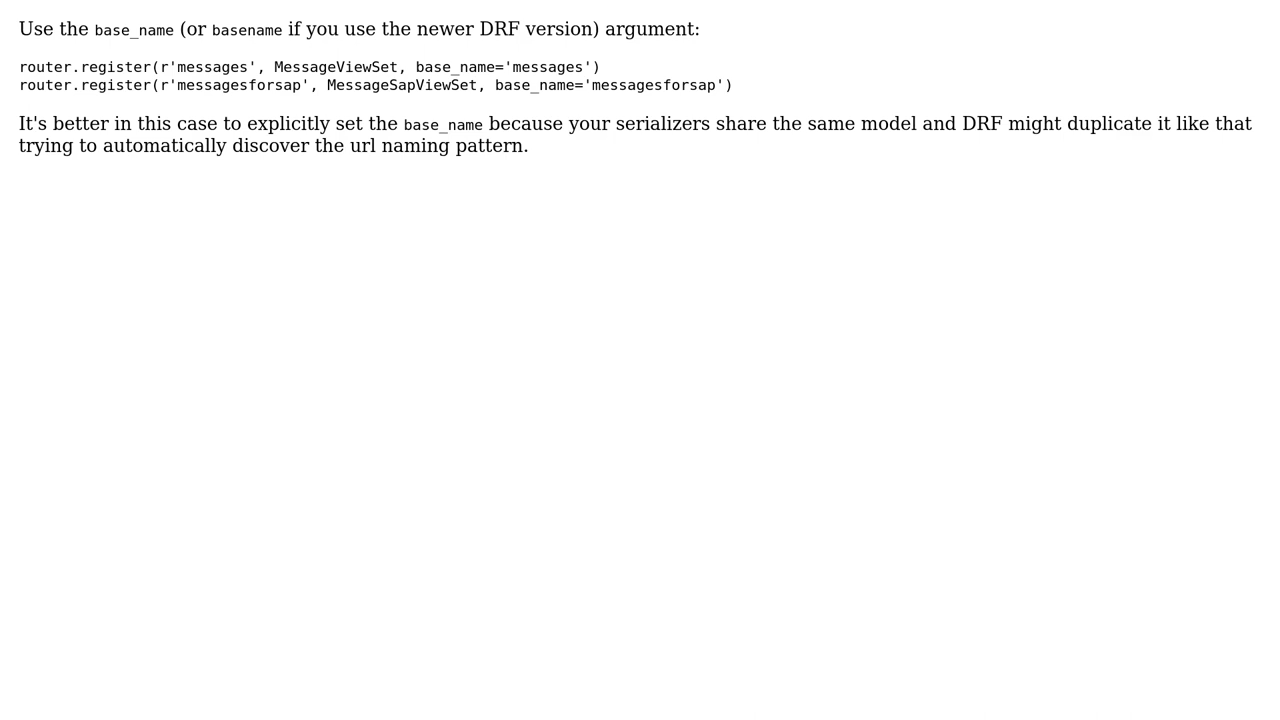 Use the base_name (or basename if you use the newer DRF version) argument:
router.register(r'messages', MessageViewSet, base_name='messages')
router.register(r'messagesforsap', MessageSapViewSet, base_name='messagesforsap')
It's better in this case to explicitly set the base_name because your serializers share the same model and DRF might duplicate it like that
trying to automatically discover the url naming pattern.